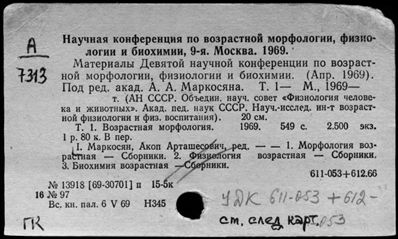 А
7313
Научная конференция по возрастной морфологии, физио-
логии и биохимии, 9-я. Москва. 1969.
Материалы Девятой научной конференции по возраст-
ной морфологии, физиологии и биохимии. (Апр. 1969).
Под ред. акад. А. А. Маркосяна. Т. 1— М., 1969—
т. (АН СССР. Объедин. науч. совет «Физиология челове-
ка и животных». Акад. пед. наук СССР. Науч.-исслед. ин-т возраст-
ной физиологии и физ. воспитания). 20 см.
Т. 1. Возрастная морфология. 1969. 549 с. 2.500 экз.
1 р. 80 к. В пер.
I. Маркосян, Акоп Арташесович, ред. — — 1. Морфология воз-
растная — Сборники. 2. Физиология возрастная — Сборники.
3. Биохимия возрастная — Сборники.
611-053+612.66
№ 13918 [69-30701] п 15-5к
16 № 97
Вс. кн. пал. 6 V 69 Н345
УДК 611-053 + 612-
053
ст. след карт.
ГК